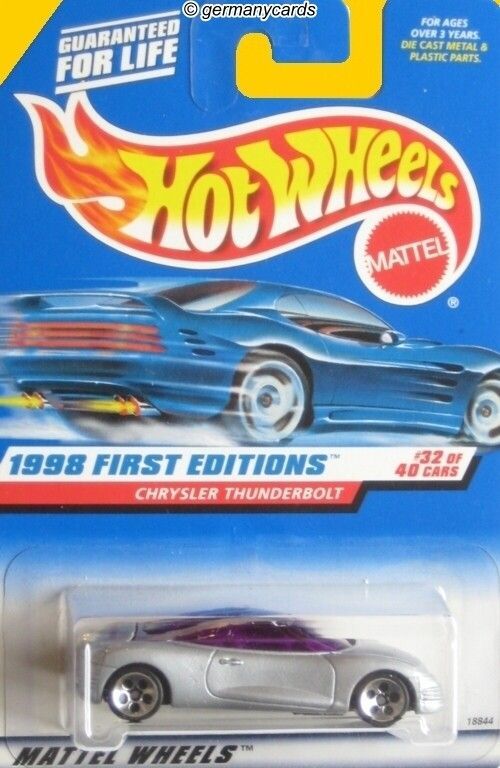 © germanycards
GUARANTEED
FOR LIFE
FOR AGES
OVER 3 YEARS.
DIE CAST METAL &
PLASTIC PARTS.
HOT WHEELS
MATTEL
®
1998 FIRST EDITIONS™
#32 OF
40 CARS
CHRYSLER THUNDERBOLT
18844
MATTEL WHEELS™